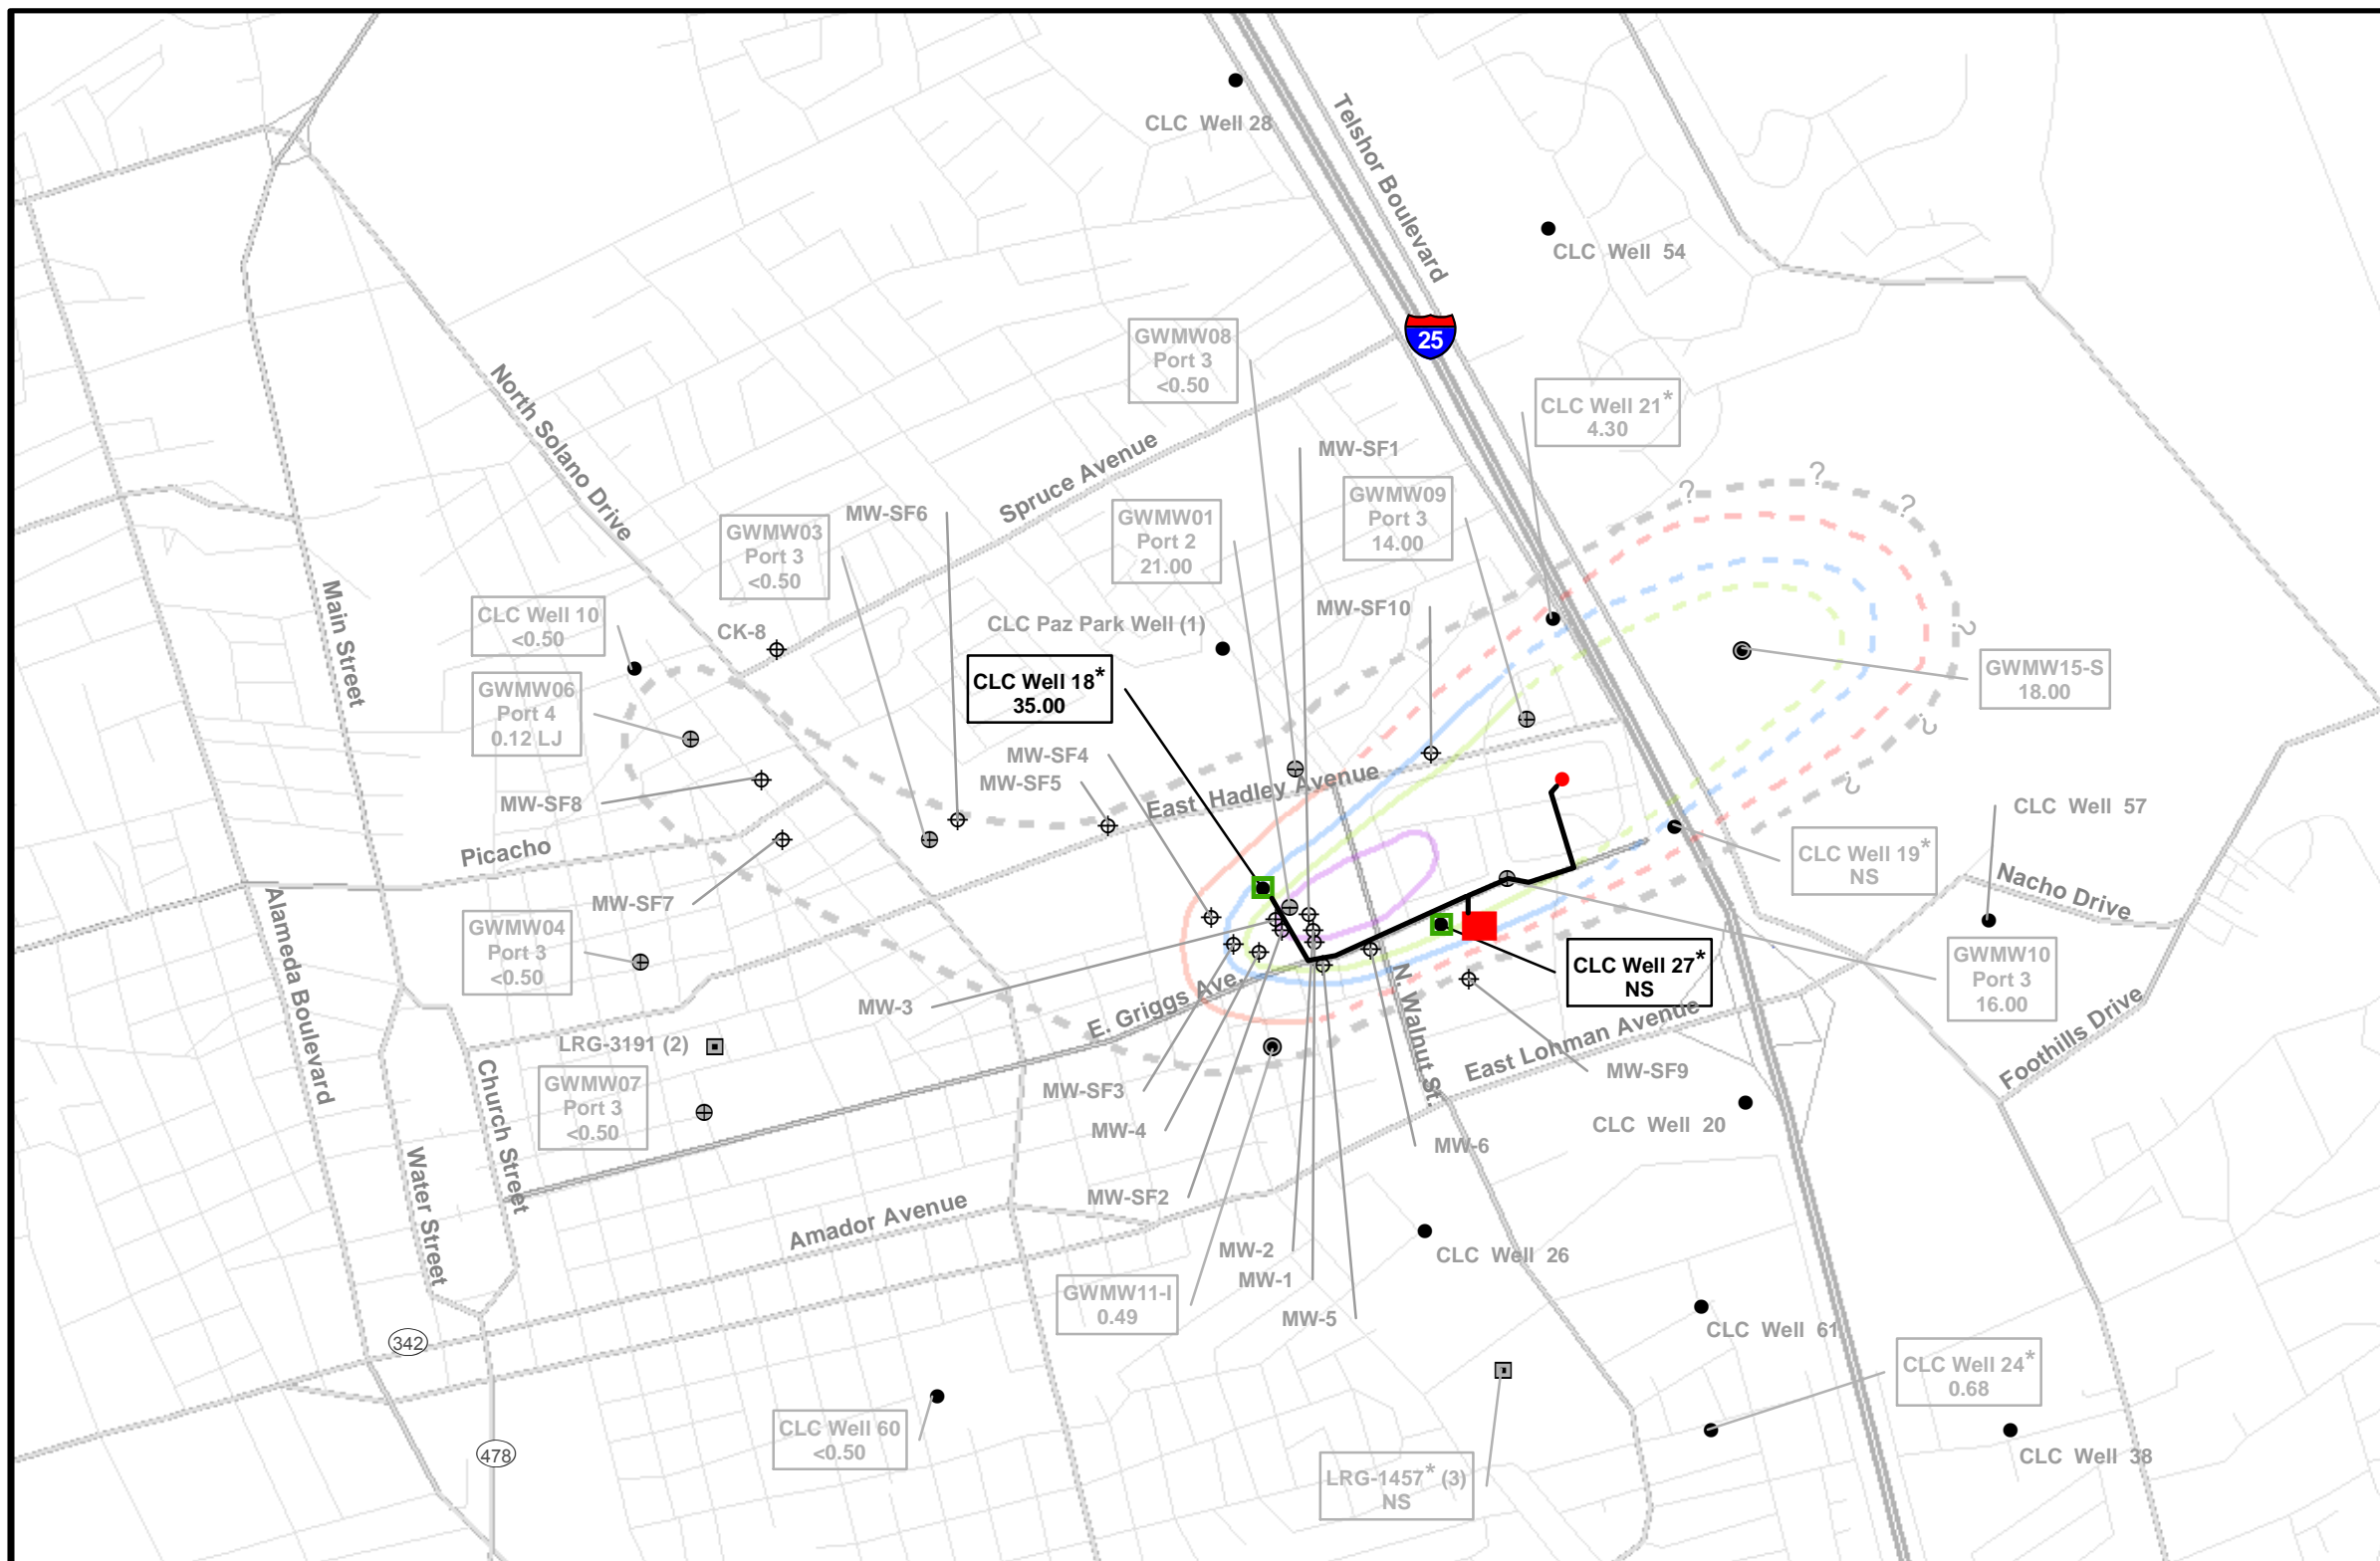 CLC Well 28
Telshor Boulevard
CLC Well 54
25
GWMW08
Port 3
<0.50
CLC Well 21*
4.30
North Solano Drive
Spruce Avenue
MW-SF1
?
?
?
?
?
?
GWMW09
Port 3
14.00
MW-SF6
GWMW03
Port 3
<0.50
GWMW01
Port 2
21.00
Main Street
CLC Well 10
<0.50
CK-8
CLC Paz Park Well (1)
MW-SF10
GWMW06
Port 4
0.12 LJ
CLC Well 18*
35.00
GWMW15-S
18.00
MW-SF4
MW-SF5
East Hadley Avenue
MW-SF8
CLC Well 57
Picacho
CLC Well 19*
NS
Nacho Drive
Alameda Boulevard
MW-SF7
GWMW04
Port 3
<0.50
CLC Well 27*
NS
GWMW10
Port 3
16.00
MW-3
E. Griggs Ave.
N. Walnut St.
East Lohman Avenue
Foothills Drive
LRG-3191 (2)
MW-SF3
MW-SF9
GWMW07
Port 3
<0.50
Church Street
MW-4
CLC Well 20
MW-6
Water Street
MW-SF2
Amador Avenue
MW-2
CLC Well 26
MW-1
GWMW11-I
0.49
MW-5
CLC Well 61
342
CLC Well 24*
0.68
CLC Well 60
<0.50
478
LRG-1457* (3)
NS
CLC Well 38